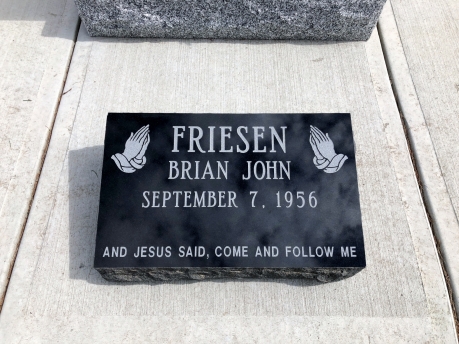 FRIESEN
BRIAN JOHN
SEPTEMBER 7, 1956
AND JESUS SAID, COME AND FOLLOW ME